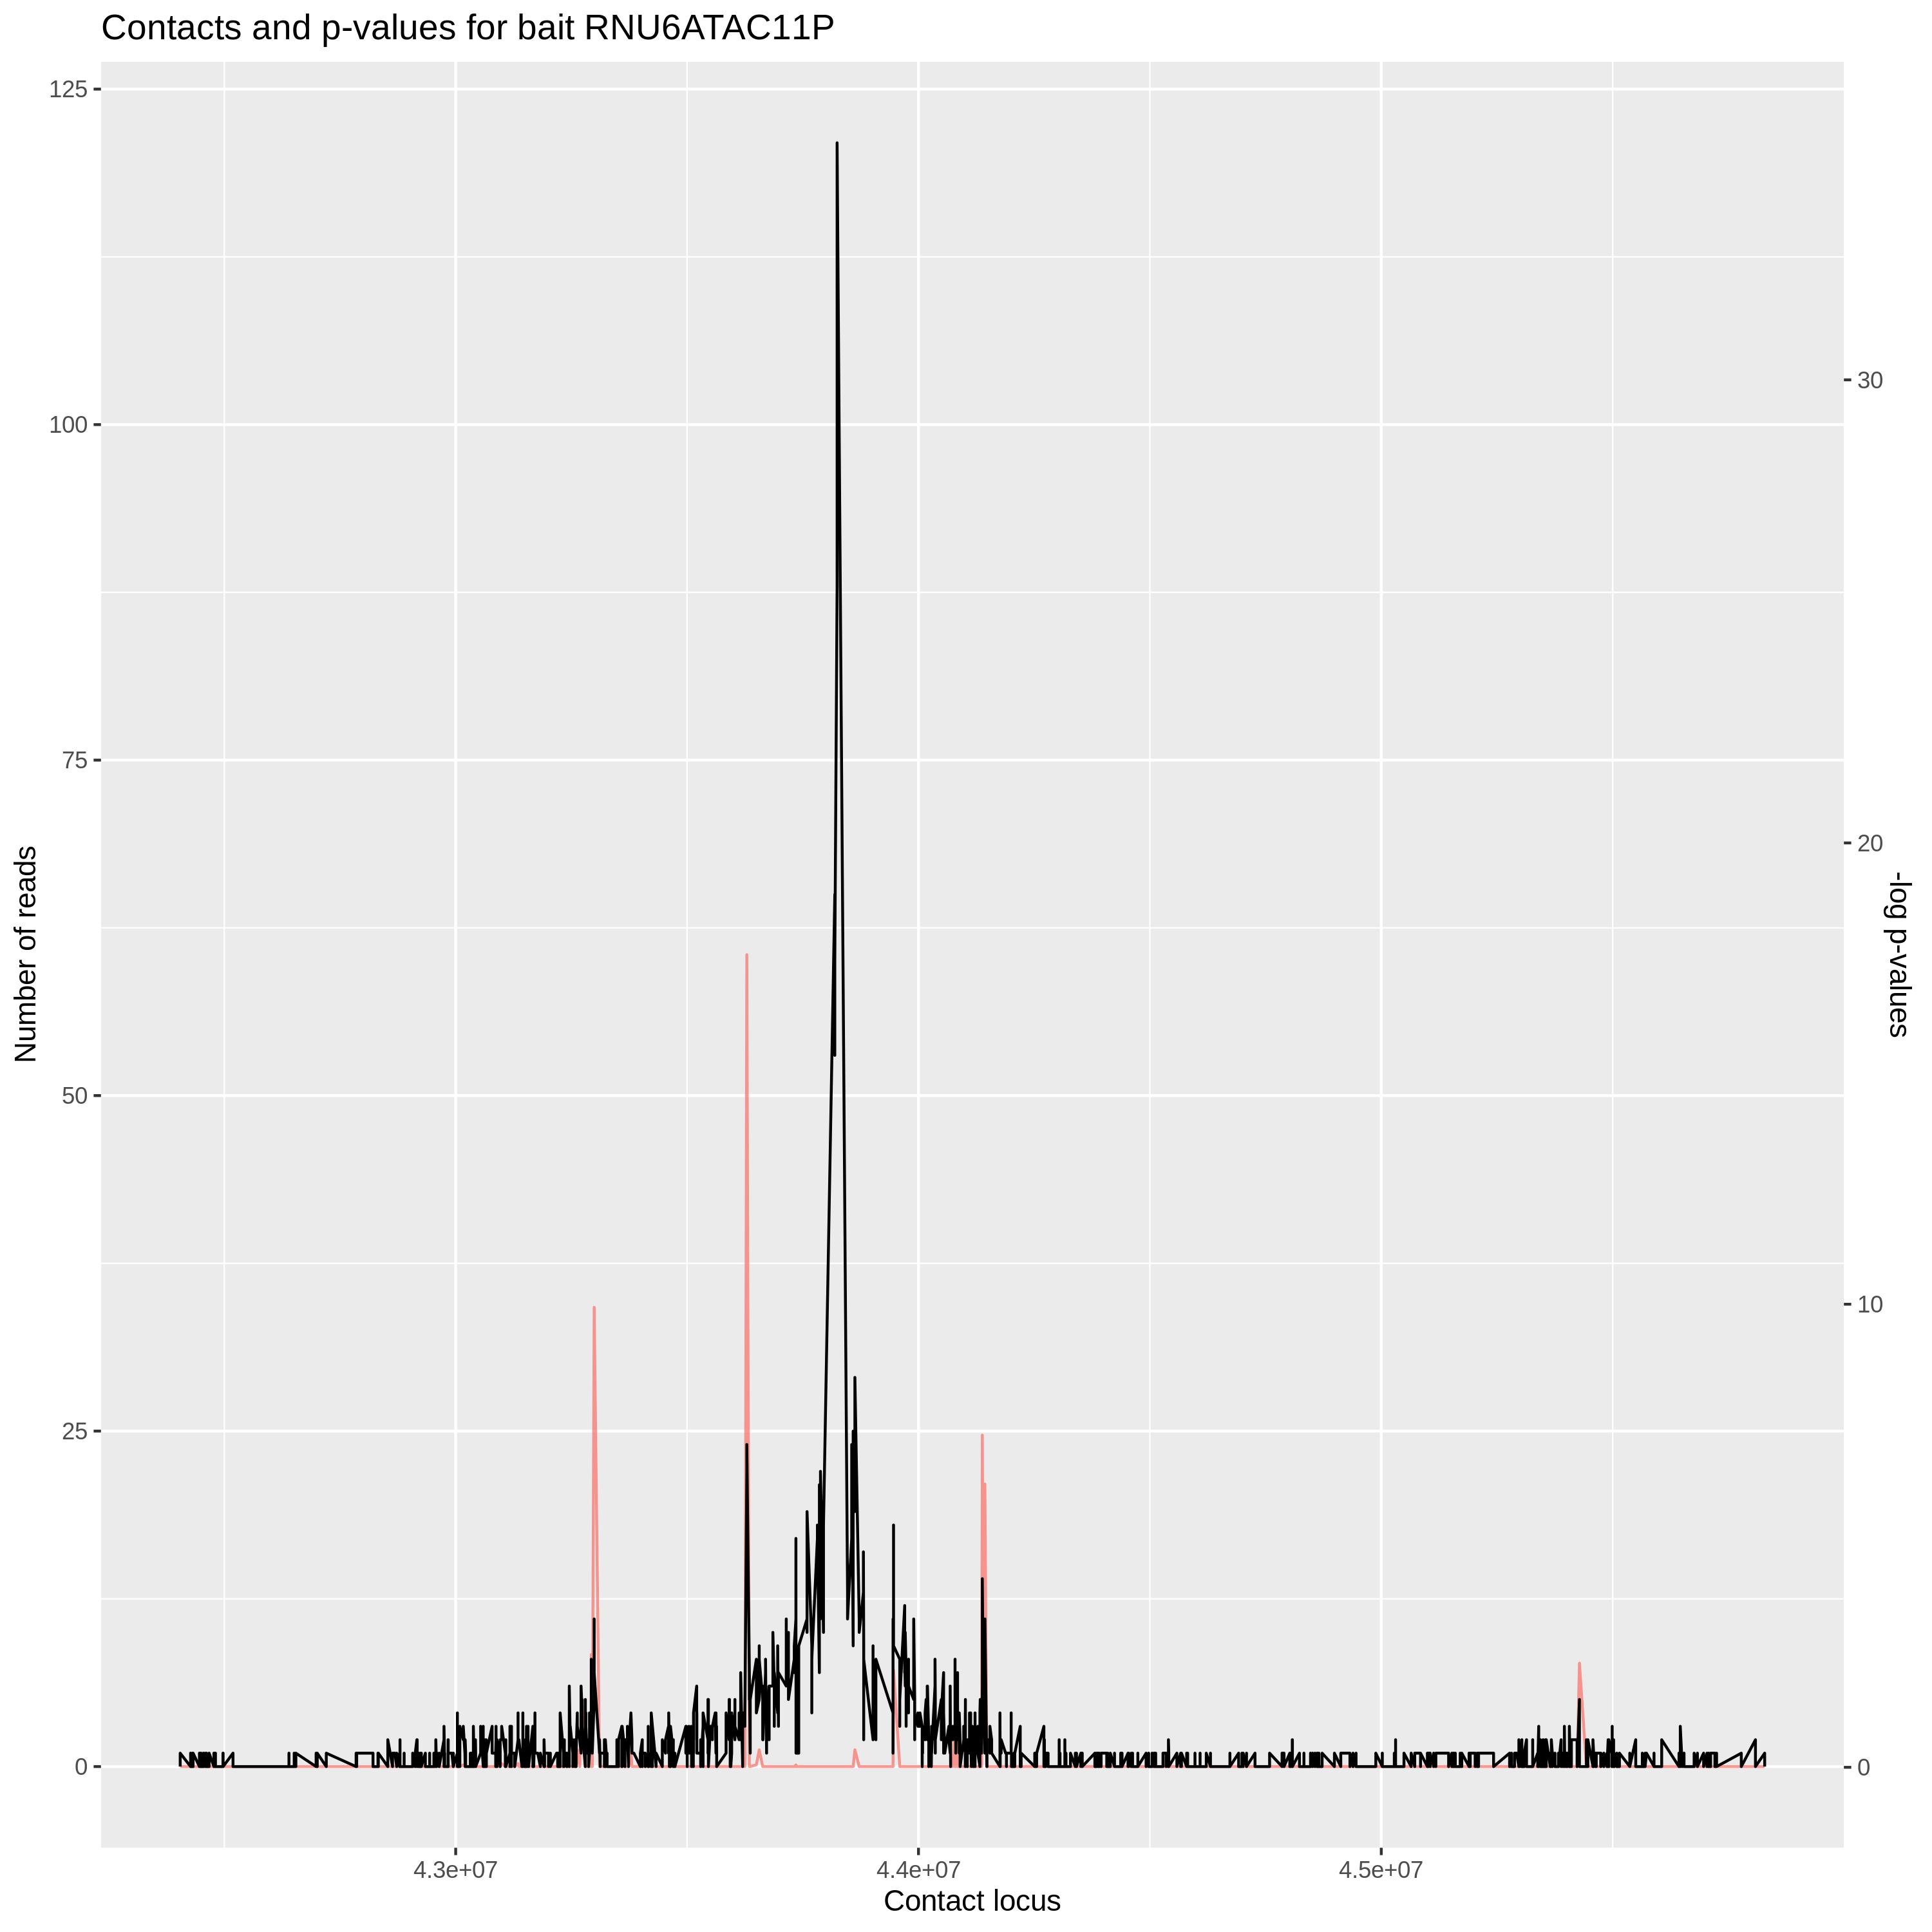 Contacts and p-values for bait RNU6ATAC11P
125
100
75
50
25
0
Number of reads
30
20
10
0
-log p-values
4.3e+07
4.4e+07
4.5e+07
Contact locus